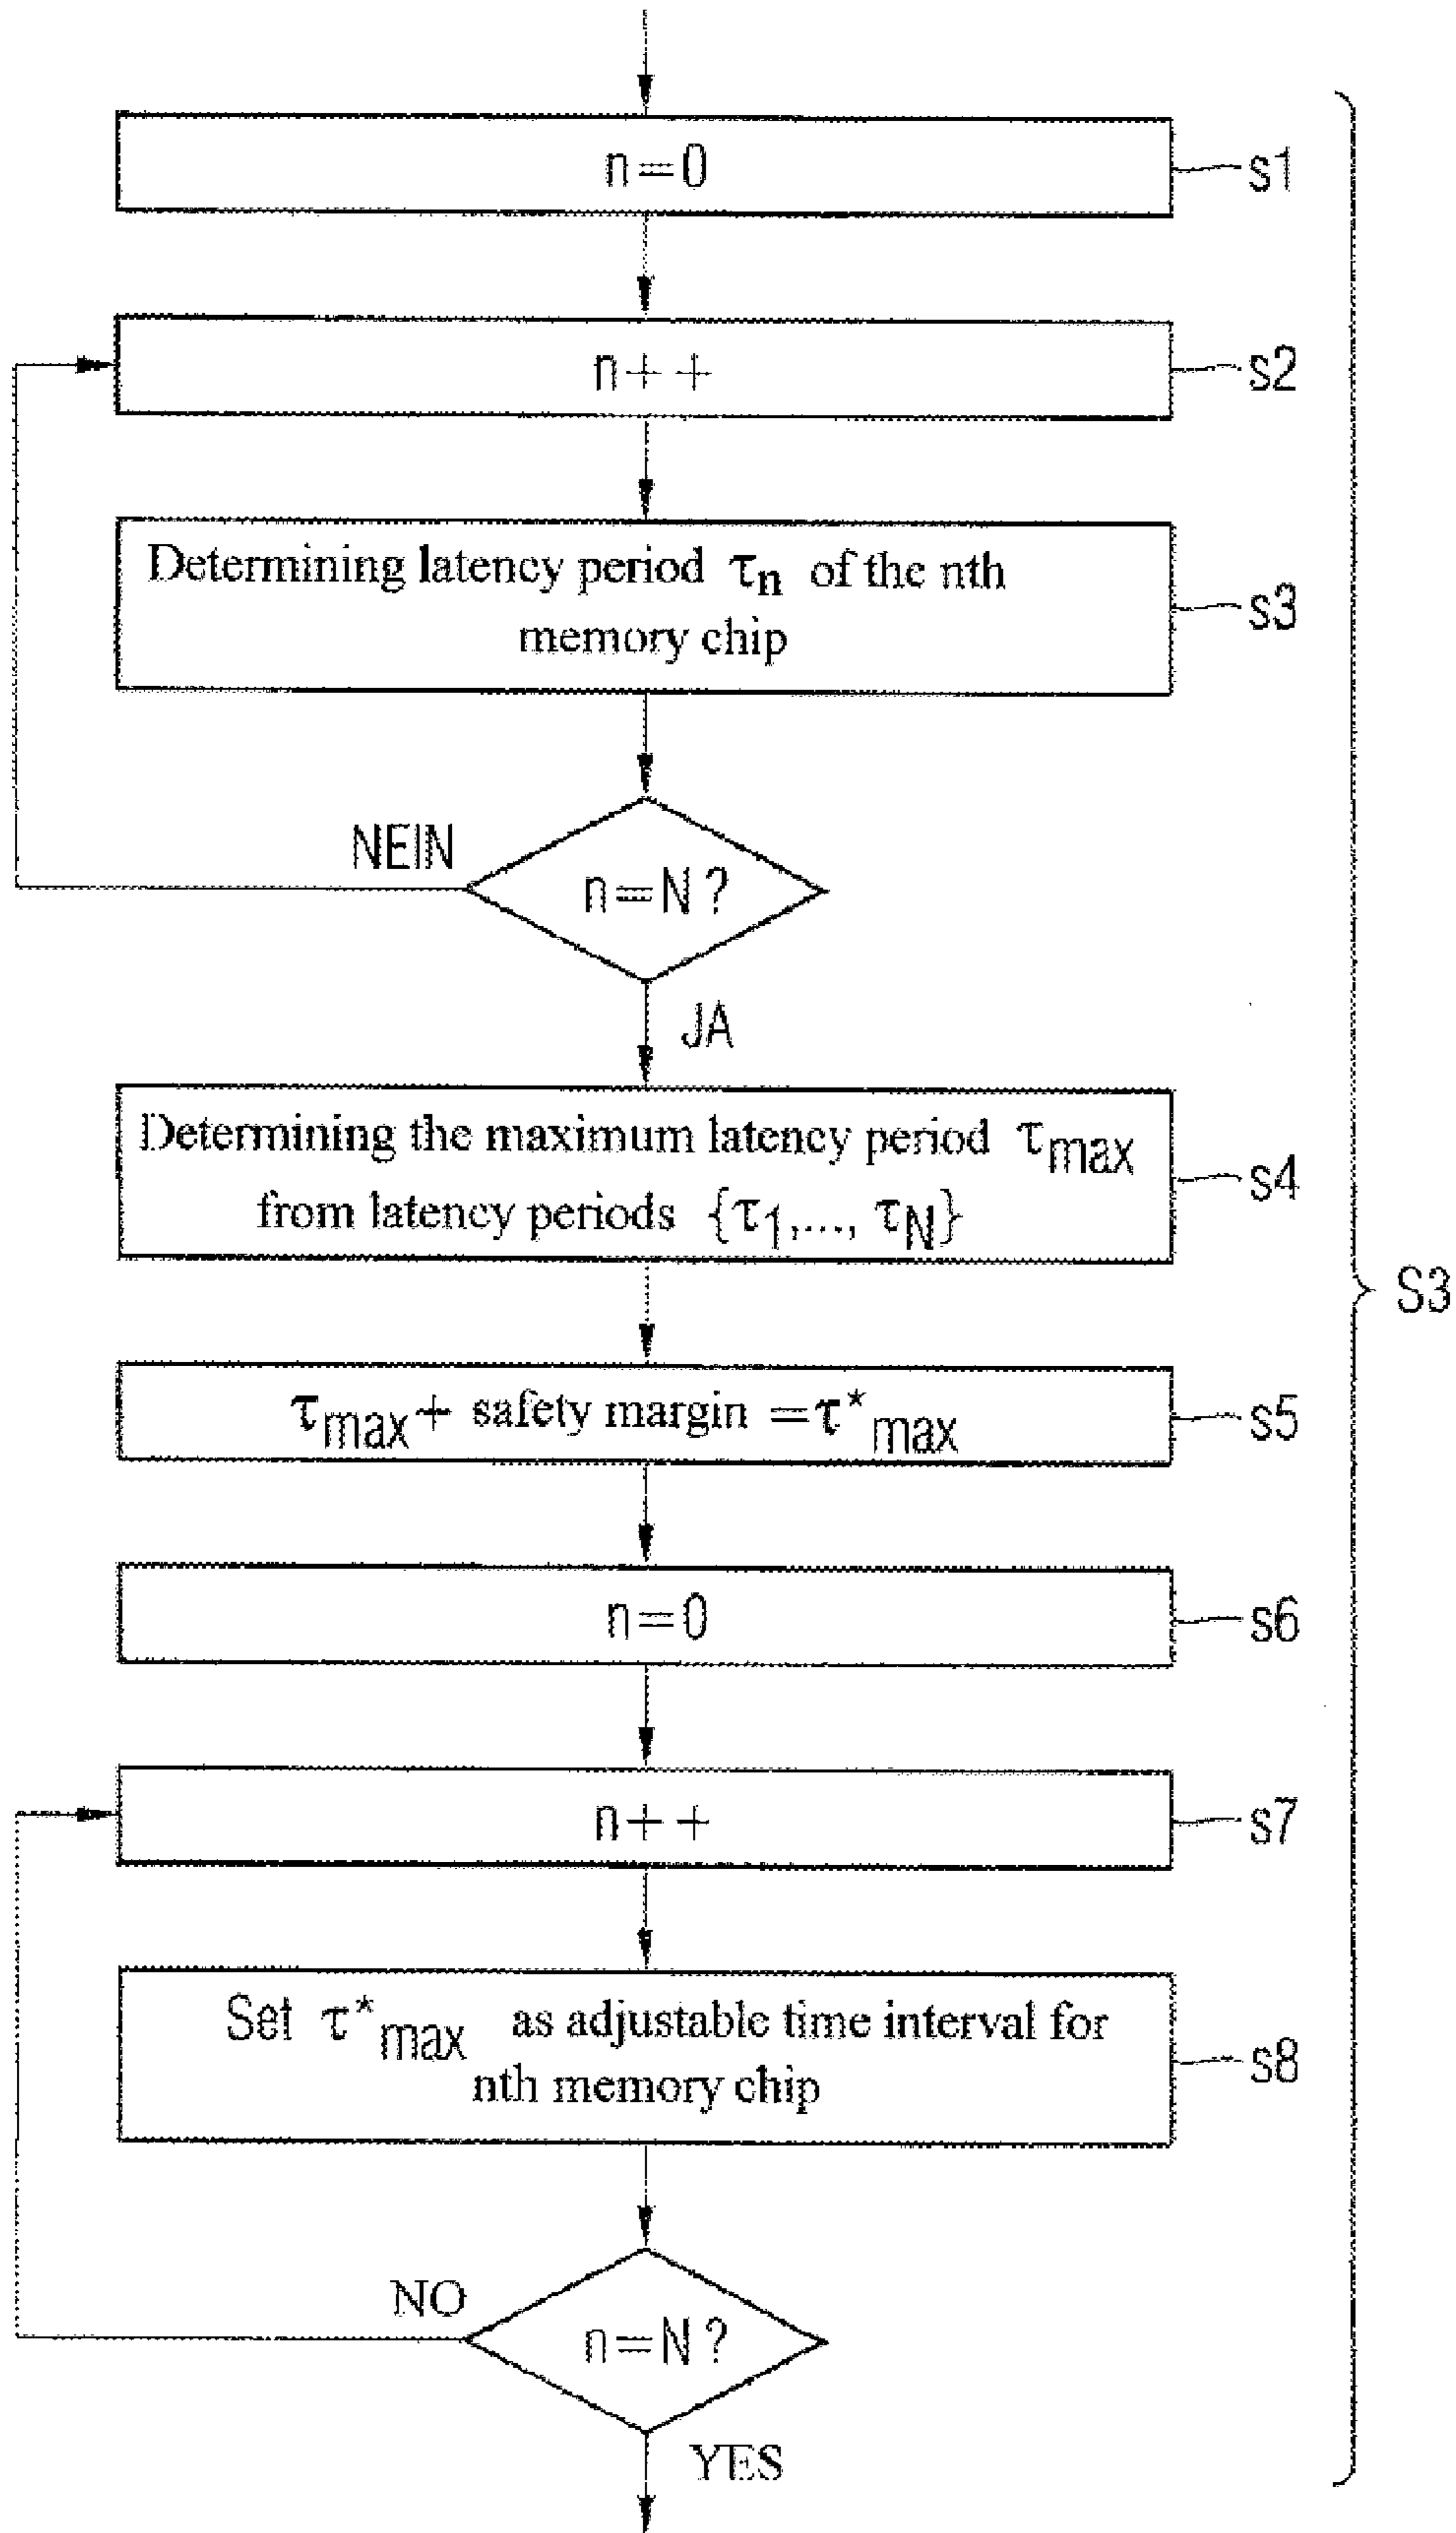 n=0
s1
n++
s2
Determining latency period τn of the nth
memory chip
s3
NEIN
n=N?
JA
Determining the maximum latency period τmax
from latency periods {τ1,..., τN}
s4
S3
τmax+ safety margin =τ*max
s5
n=0
s6
n++
s7
Set τ*max as adjustable time interval for
nth memory chip
s8
NO
n=N?
YES